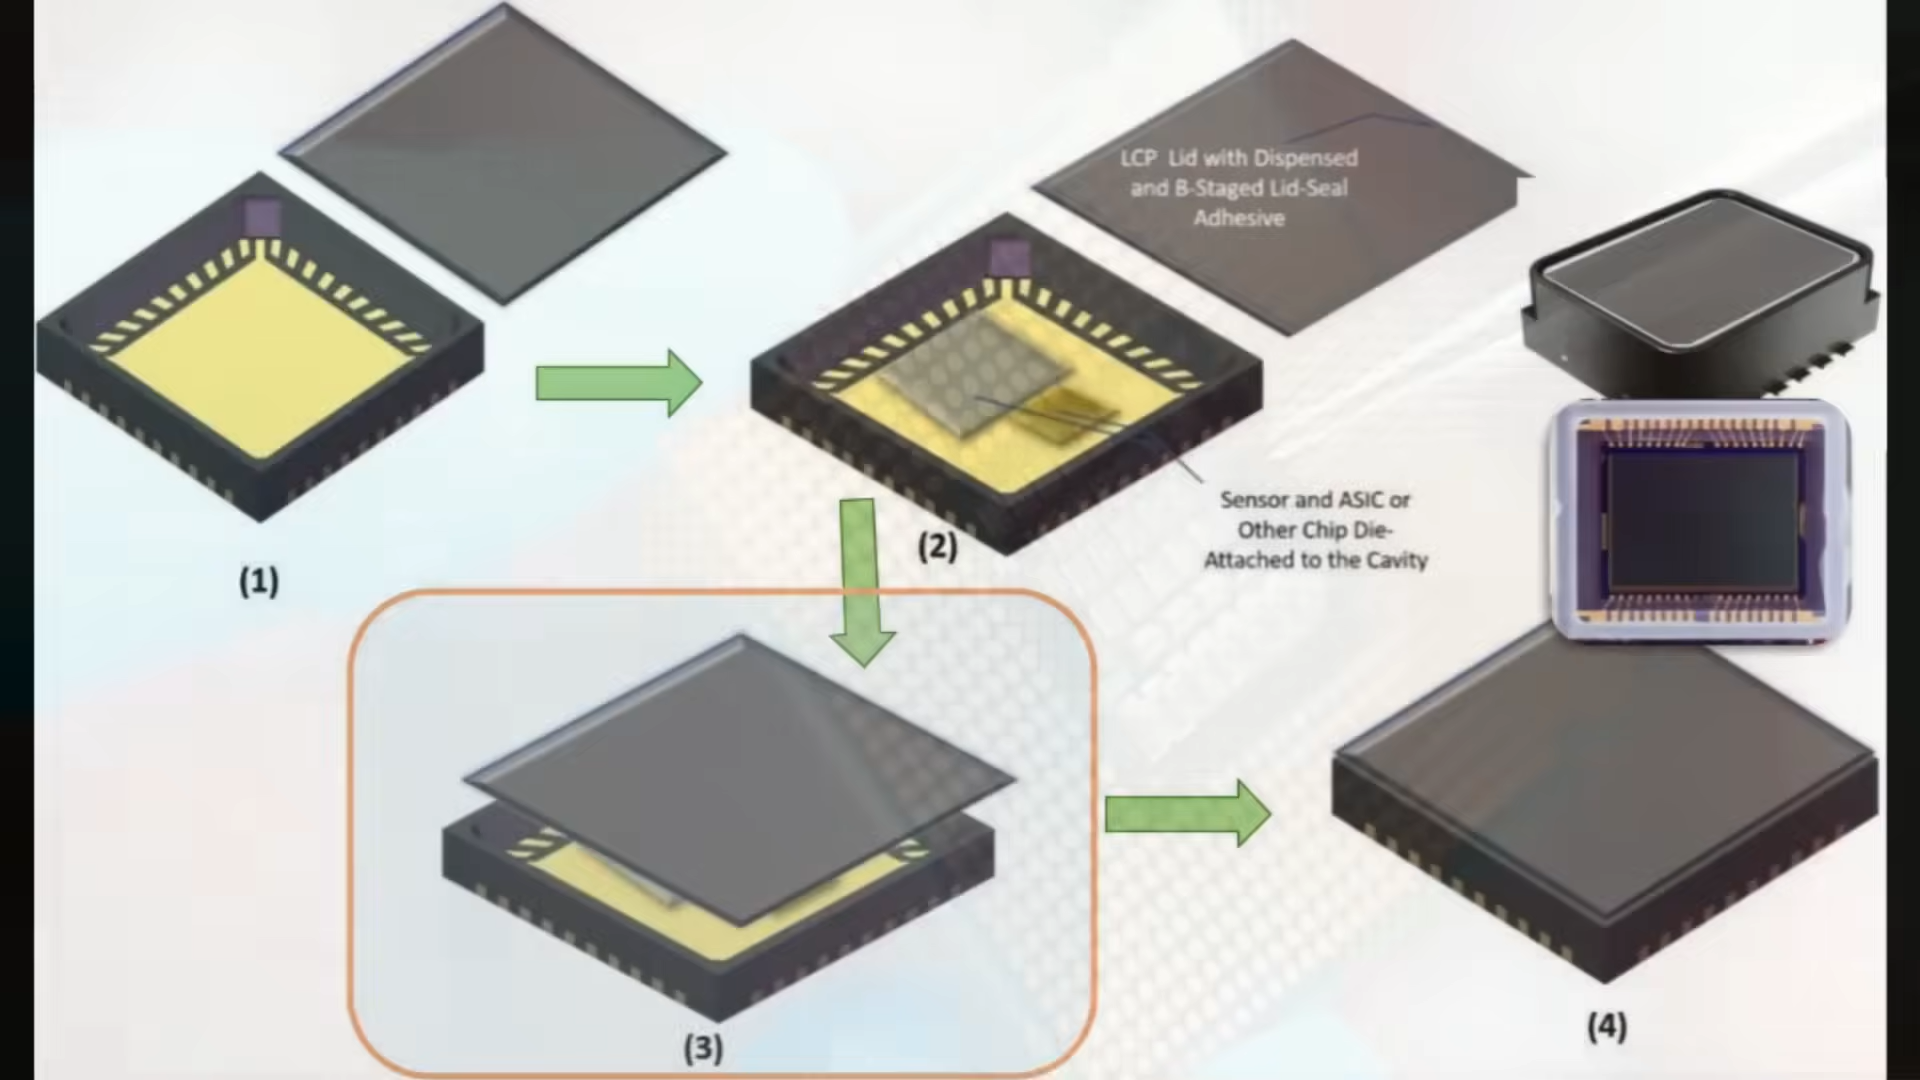 LCP Lid with Dispensed
and B-Staged Lid-Seal
Adhesive
Sensor and ASIC or
Other Chip Die-
Attached to the Cavity
(1)
(2)
(3)
(4)